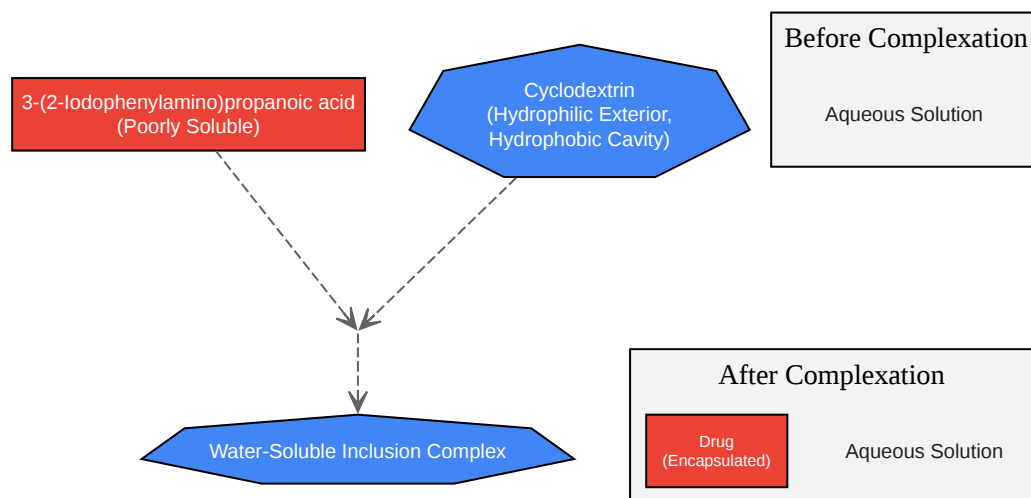 3-(2-Iodophenylamino)propanoic acid
(Poorly Soluble)
Cyclodextrin
(Hydrophilic Exterior,
Hydrophobic Cavity)
Before Complexation
Aqueous Solution
Water-Soluble Inclusion Complex
After Complexation
Drug
(Encapsulated)
Aqueous Solution